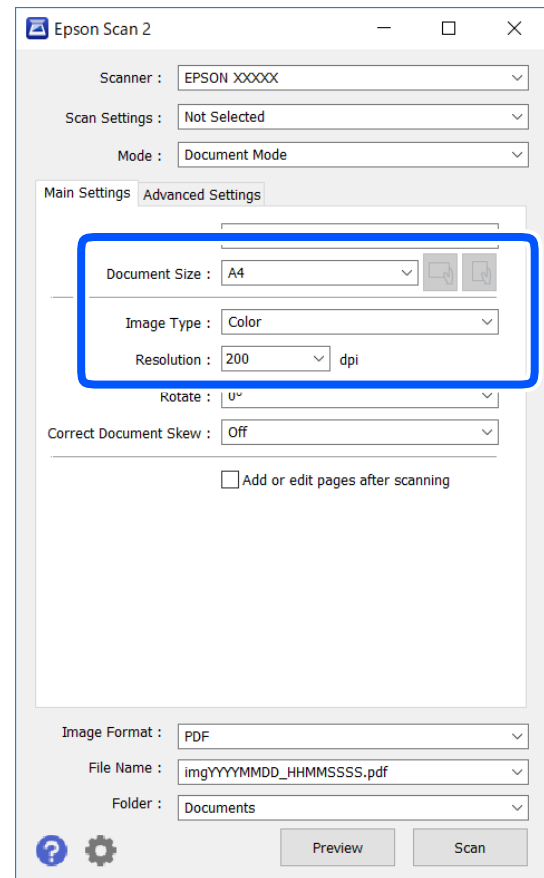 Epson Scan 2
Scanner : EPSON XXXXX
Scan Settings : Not Selected
Mode : Document Mode
Main Settings Advanced Settings
Document Size : A4
Image Type : Color
Resolution : 200 dpi
Rotate : 0°
Correct Document Skew : Off
Add or edit pages after scanning
Image Format : PDF
File Name : imgYYYYMMDD_HHMMSSSS.pdf
Folder : Documents
? Preview Scan